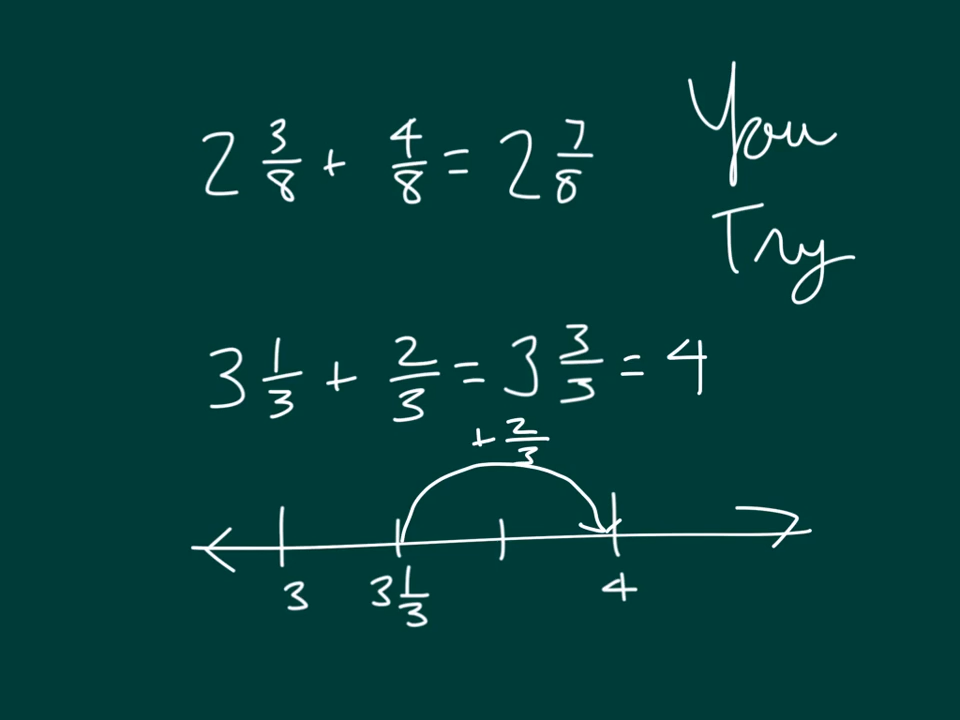 2 3/8 + 4/8 = 2 7/8
You
Try
3 1/3 + 2/3 = 3 3/3 = 4
+ 2/3
3 3 1/3 4